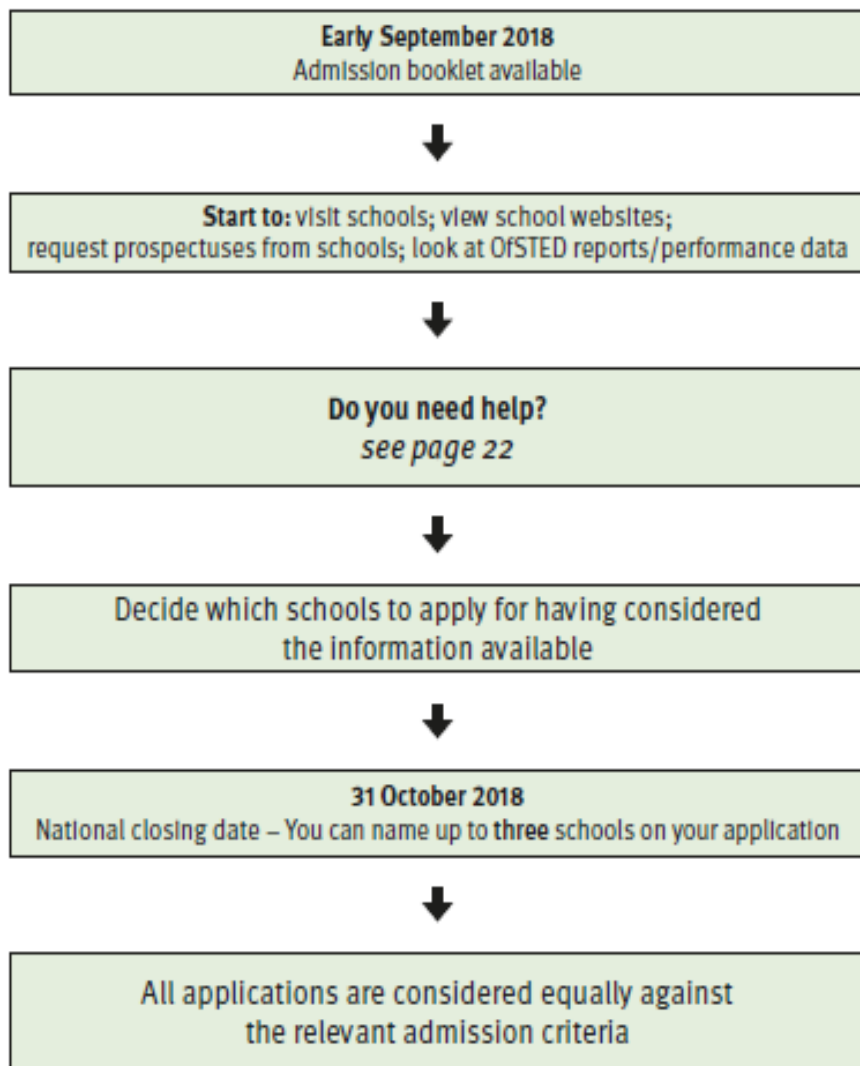 Early September 2018
Admission booklet available
Start to: visit schools; view school websites;
request prospectuses from schools; look at OfSTED reports/performance data
Do you need help?
see page 22
Decide which schools to apply for having considered
the information available
31 October 2018
National closing date – You can name up to three schools on your application
All applications are considered equally against
the relevant admission criteria